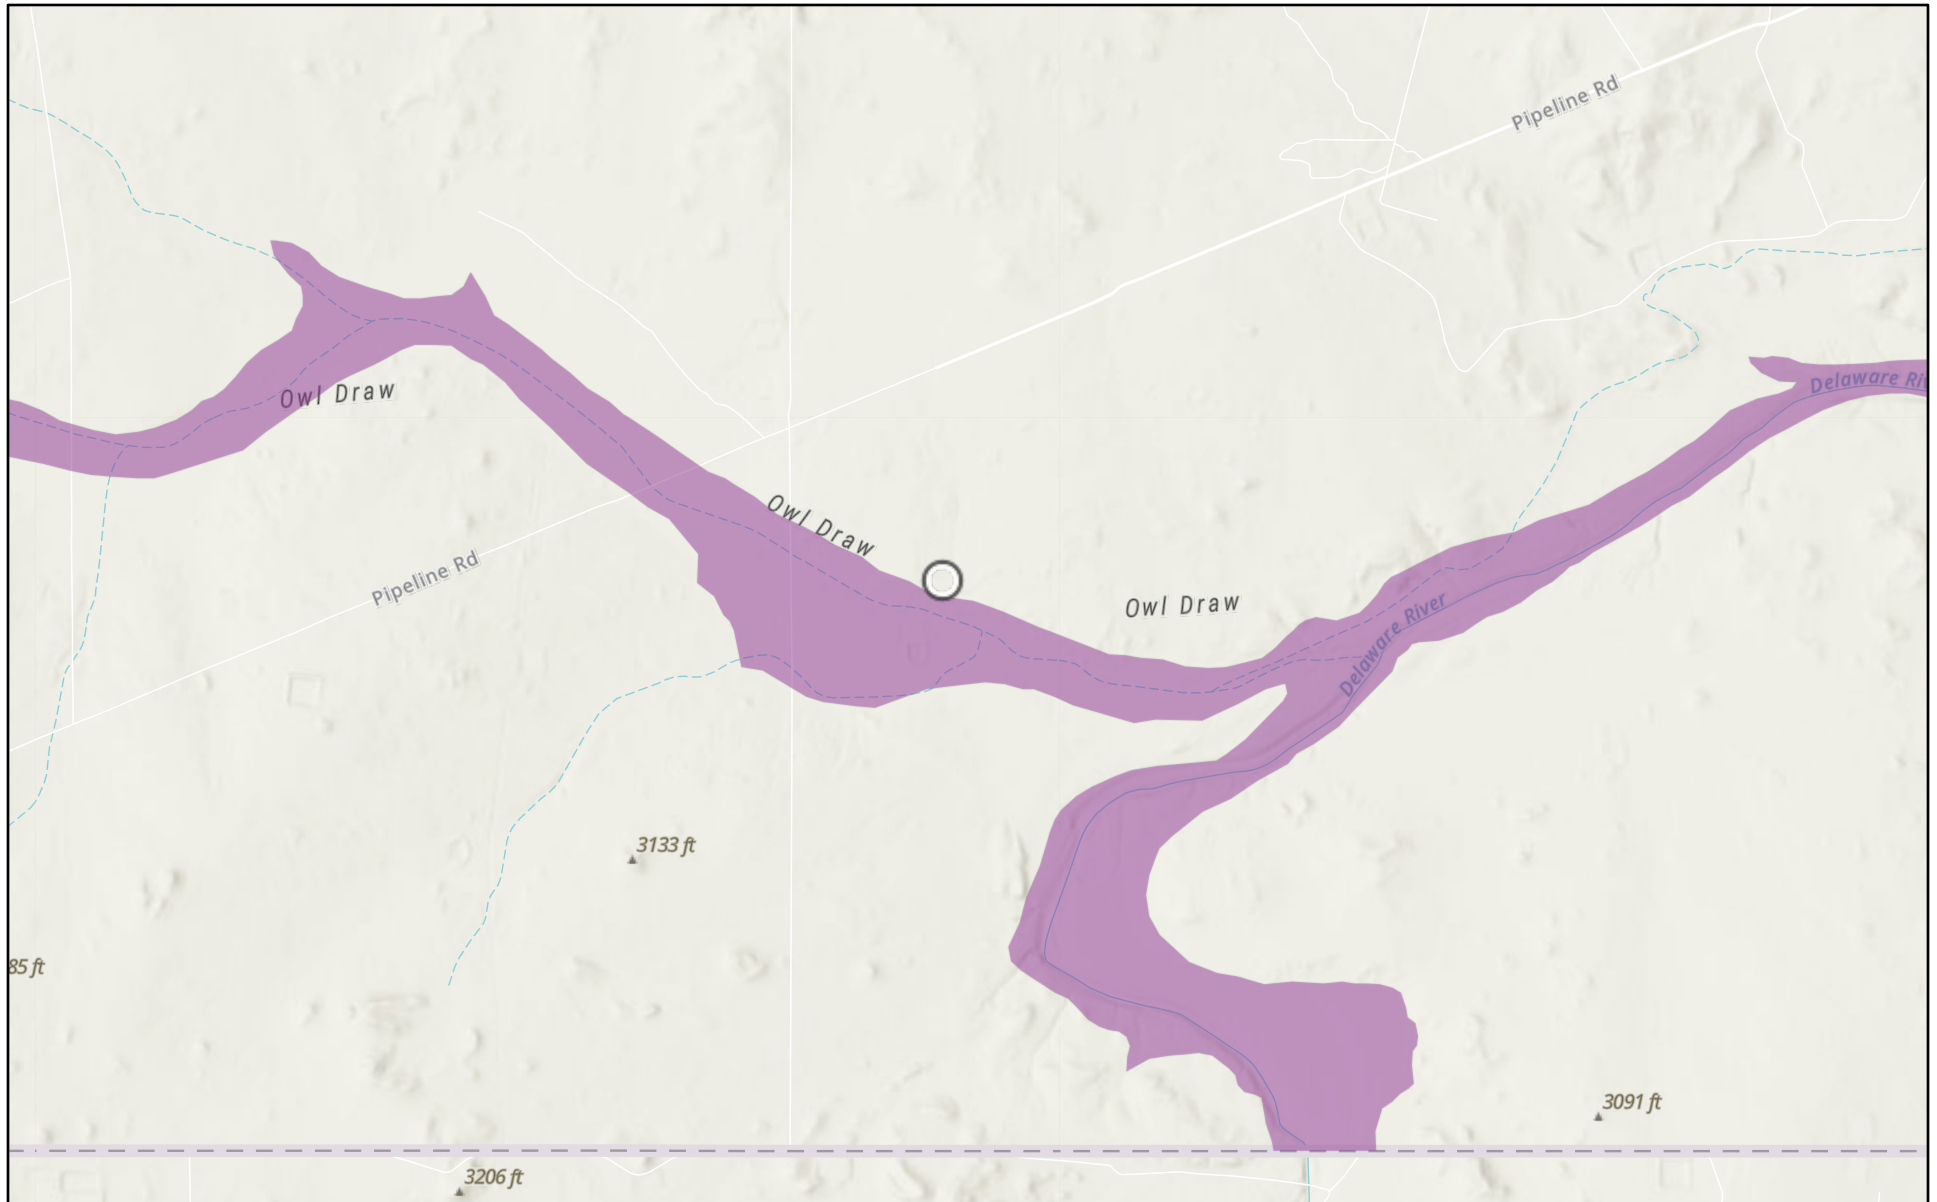 Pipeline Rd
Delaware Riv
Owl Draw
Owl Draw
Pipeline Rd
Owl Draw
Delaware River
3133 ft
85 ft
3091 ft
3206 ft